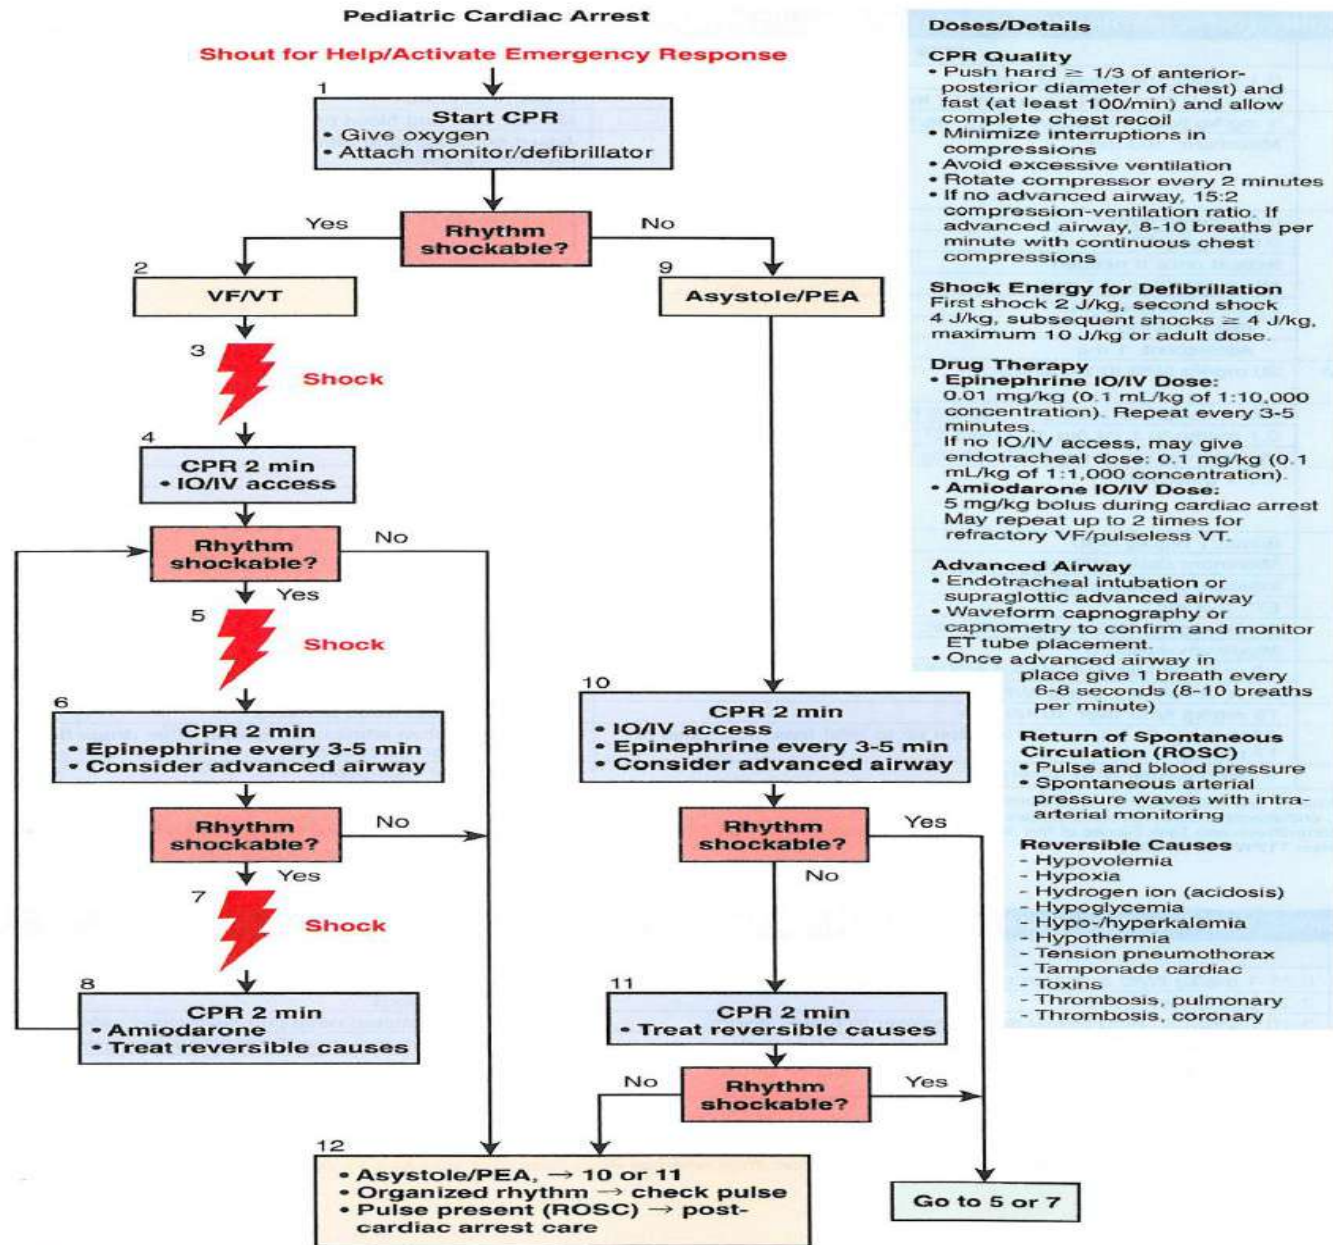 Pediatric Cardiac Arrest
Shout for Help/Activate Emergency Response
1
Start CPR
• Give oxygen
• Attach monitor/defibrillator
Yes
Rhythm
shockable?
No
2
VF/VT
9
Asystole/PEA
3
Shock
4
CPR 2 min
• IO/IV access
Rhythm
shockable?
No
Yes
5
Shock
6
CPR 2 min
• Epinephrine every 3-5 min
• Consider advanced airway
10
CPR 2 min
• IO/IV access
• Epinephrine every 3-5 min
• Consider advanced airway
Rhythm
shockable?
No
Yes
Rhythm
shockable?
Yes
No
7
Shock
8
CPR 2 min
• Amiodarone
• Treat reversible causes
11
CPR 2 min
• Treat reversible causes
No
Rhythm
shockable?
Yes
12
• Asystole/PEA, → 10 or 11
• Organized rhythm → check pulse
• Pulse present (ROSC) → post-
cardiac arrest care
Go to 5 or 7
Doses/Details
CPR Quality
• Push hard ≥ 1/3 of anterior-
posterior diameter of chest) and
fast (at least 100/min) and allow
complete chest recoil
• Minimize interruptions in
compressions
• Avoid excessive ventilation
• Rotate compressor every 2 minutes
• If no advanced airway, 15:2
compression-ventilation ratio. If
advanced airway, 8-10 breaths per
minute with continuous chest
compressions
Shock Energy for Defibrillation
First shock 2 J/kg, second shock
4 J/kg, subsequent shocks ≥ 4 J/kg,
maximum 10 J/kg or adult dose.
Drug Therapy
• Epinephrine IO/IV Dose:
0.01 mg/kg (0.1 mL/kg of 1:10,000
concentration). Repeat every 3-5
minutes.
If no IO/IV access, may give
endotracheal dose: 0.1 mg/kg (0.1
mL/kg of 1:1,000 concentration).
• Amiodarone IO/IV Dose:
5 mg/kg bolus during cardiac arrest
May repeat up to 2 times for
refractory VF/pulseless VT.
Advanced Airway
• Endotracheal intubation or
supraglottic advanced airway
• Waveform capnography or
capnometry to confirm and monitor
ET tube placement.
• Once advanced airway in
place give 1 breath every
6-8 seconds (8-10 breaths
per minute)
Return of Spontaneous
Circulation (ROSC)
• Pulse and blood pressure
• Spontaneous arterial
pressure waves with intra-
arterial monitoring
Reversible Causes
- Hypovolemia
- Hypoxia
- Hydrogen ion (acidosis)
- Hypoglycemia
- Hypo-/hyperkalemia
- Hypothermia
- Tension pneumothorax
- Tamponade cardiac
- Toxins
- Thrombosis, pulmonary
- Thrombosis, coronary